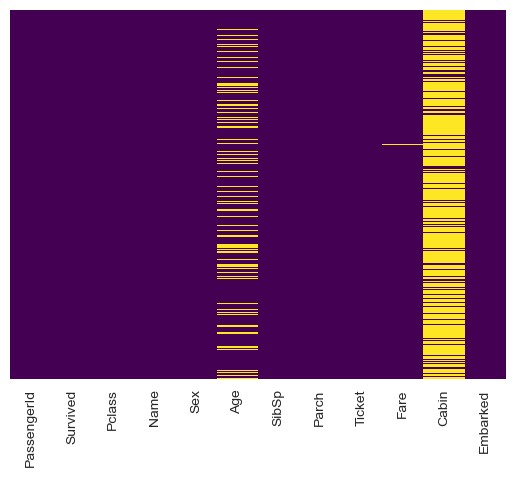 PassengerId
Survived
Pclass
Name
Sex
Age
SibSp
Parch
Ticket
Fare
Cabin
Embarked